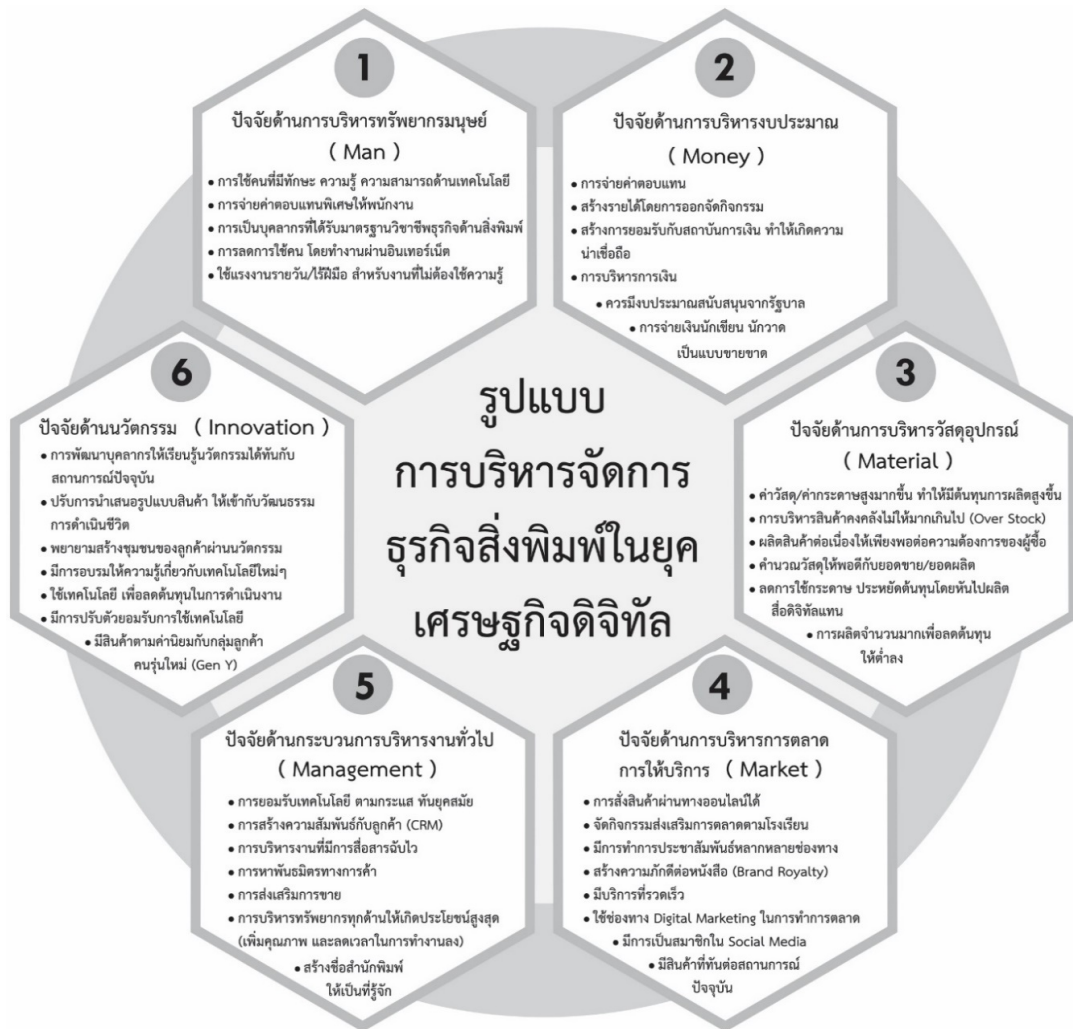 1
ปัจจัยด้านการบริหารทรัพยากรมนุษย์
( Man )
• การใช้คนที่มีทักษะ ความรู้ ความสามารถด้านเทคโนโลยี
• การจ่ายค่าตอบแทนพิเศษให้พนักงาน
• การเป็นบุคลากรที่ได้รับมาตรฐานวิชาชีพธุรกิจด้านสิ่งพิมพ์
• การลดการใช้คน โดยทำงานผ่านอินเทอร์เน็ต
• ใช้แรงงานรายวัน/ไร้ฝีมือ สำหรับงานที่ไม่ต้องใช้ความรู้
2
ปัจจัยด้านการบริหารงบประมาณ
( Money )
• การจ่ายค่าตอบแทน
• สร้างรายได้โดยการออกจัดกิจกรรม
• สร้างการยอมรับกับสถาบันการเงิน ทำให้เกิดความ
น่าเชื่อถือ
• การบริหารการเงิน
• ควรมีงบประมาณสนับสนุนจากรัฐบาล
• การจ่ายเงินนักเขียน นักวาด
เป็นแบบขายขาด
รูปแบบ
การบริหารจัดการ
ธุรกิจสิ่งพิมพ์ในยุค
เศรษฐกิจดิจิทัล
3
ปัจจัยด้านการบริหารวัสดุอุปกรณ์
( Material )
• ค่าวัสดุ/ค่ากระดาษสูงมากขึ้น ทำให้มีต้นทุนการผลิตสูงขึ้น
• การบริหารสินค้าคงคลังไม่ให้มากเกินไป (Over Stock)
• ผลิตสินค้าต่อเนื่องให้เพียงพอต่อความต้องการของผู้ซื้อ
• คำนวณวัสดุให้พอดีกับยอดขาย/ยอดผลิต
• ลดการใช้กระดาษ ประหยัดต้นทุนโดยหันไปผลิต
สื่อดิจิทัลแทน
• การผลิตจำนวนมากเพื่อลดต้นทุน
ให้ต่ำลง
4
ปัจจัยด้านการบริหารการตลาด
การให้บริการ ( Market )
• การสั่งสินค้าผ่านทางออนไลน์ได้
• จัดกิจกรรมส่งเสริมการตลาดตามโรงเรียน
• มีการทำการประชาสัมพันธ์หลากหลายช่องทาง
• สร้างความภักดีต่อหนังสือ (Brand Royalty)
• มีบริการที่รวดเร็ว
• ใช้ช่องทาง Digital Marketing ในการทำการตลาด
• มีการเป็นสมาชิกใน Social Media
• มีสินค้าที่ทันต่อสถานการณ์
ปัจจุบัน
5
ปัจจัยด้านกระบวนการบริหารงานทั่วไป
( Management )
• การยอมรับเทคโนโลยี ตามกระแส ทันยุคสมัย
• การสร้างความสัมพันธ์กับลูกค้า (CRM)
• การบริหารงานที่มีการสื่อสารฉับไว
• การหาพันธมิตรทางการค้า
• การส่งเสริมการขาย
• การบริหารทรัพยากรทุกด้านให้เกิดประโยชน์สูงสุด
(เพิ่มคุณภาพ และลดเวลาในการทำงานลง)
• สร้างชื่อสำนักพิมพ์
ให้เป็นที่รู้จัก
6
ปัจจัยด้านนวัตกรรม ( Innovation )
• การพัฒนาบุคลากรให้เรียนรู้นวัตกรรมได้ทันกับ
สถานการณ์ปัจจุบัน
• ปรับการนำเสนอรูปแบบสินค้า ให้เข้ากับวัฒนธรรม
การดำเนินชีวิต
• พยายามสร้างชุมชนของลูกค้าผ่านนวัตกรรม
• มีการอบรมให้ความรู้เกี่ยวกับเทคโนโลยีใหม่ๆ
• ใช้เทคโนโลยี เพื่อลดต้นทุนในการดำเนินงาน
• มีการปรับตัวยอมรับการใช้เทคโนโลยี
• มีสินค้าตามค่านิยมกับกลุ่มลูกค้า
คนรุ่นใหม่ (Gen Y)